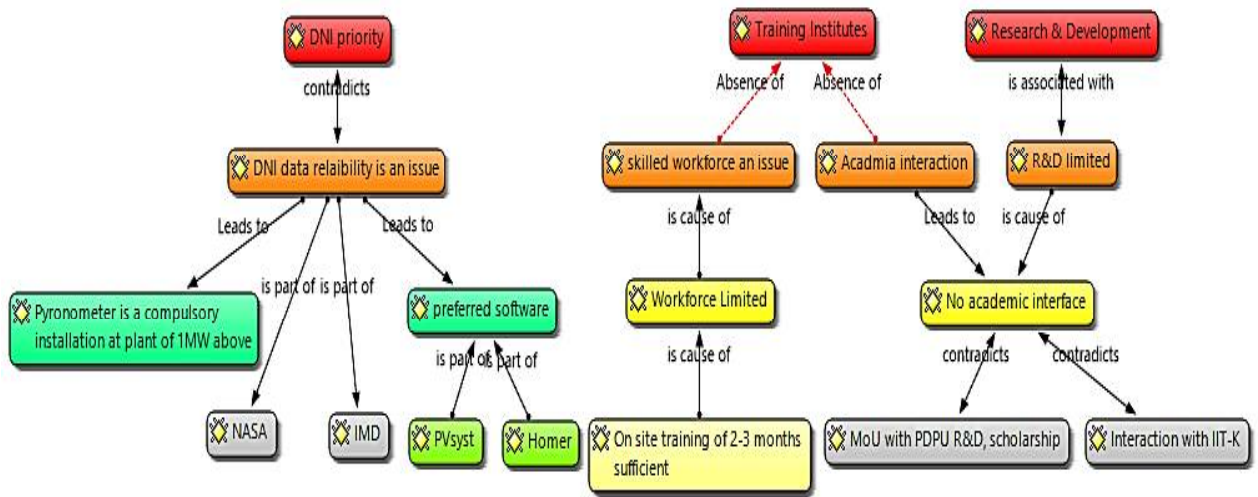 DNI priority
Training Institutes
Research & Development
contradicts
Absence of
Absence of
is associated with
DNI data relaibility is an issue
skilled workforce an issue
Acadmia interaction
R&D limited
Leads to
Leads to
is cause of
Leads to
is cause of
is part of
is part of
Pyronometer is a compulsory
installation at plant of 1MW above
preferred software
Workforce Limited
No academic interface
is part of
is part of
is cause of
contradicts
contradicts
NASA
IMD
PVsyst
Homer
On site training of 2-3 months
sufficient
MoU with PDPU R&D, scholarship
Interaction with IIT-K